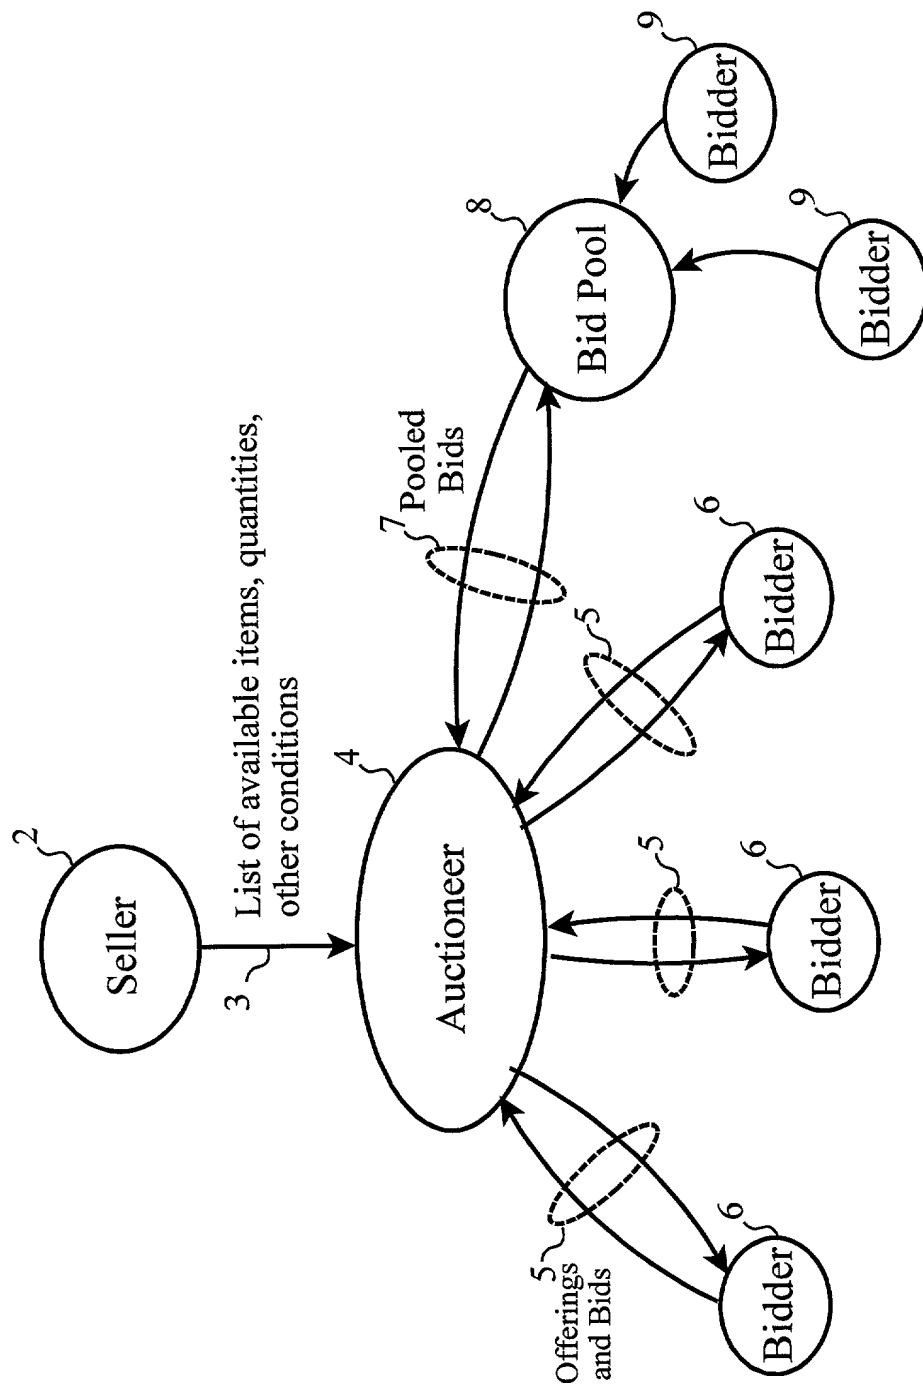 2
Seller
3
List of available items, quantities,
other conditions
4
Auctioneer
5
Offerings
and Bids
6
Bidder
5
6
Bidder
5
6
Bidder
7
Pooled
Bids
8
Bid Pool
9
Bidder
9
Bidder